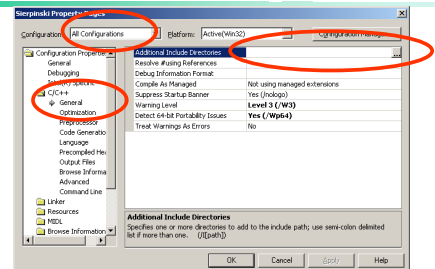 Sierpinski Property Pages
Configuration: All Configurations Platform: Active(Win32) Configuration Manager...
Configuration Properties
General
Debugging
C/C++
General
Optimization
Preprocessor
Code Generatio
Language
Precompiled Hea
Output Files
Browse Informa
Advanced
Command Line
Linker
Resources
MIDL
Browse Information
Additional Include Directories ...
Resolve #using References
Debug Information Format
Compile As Managed Not using managed extensions
Suppress Startup Banner Yes (/nologo)
Warning Level Level 3 (/W3)
Detect 64-bit Portability Issues Yes (/Wp64)
Treat Warnings As Errors No
Additional Include Directories
Specifies one or more directories to add to the include path; use semi-colon delimited
list if more than one. (/I[path])
OK Cancel Apply Help